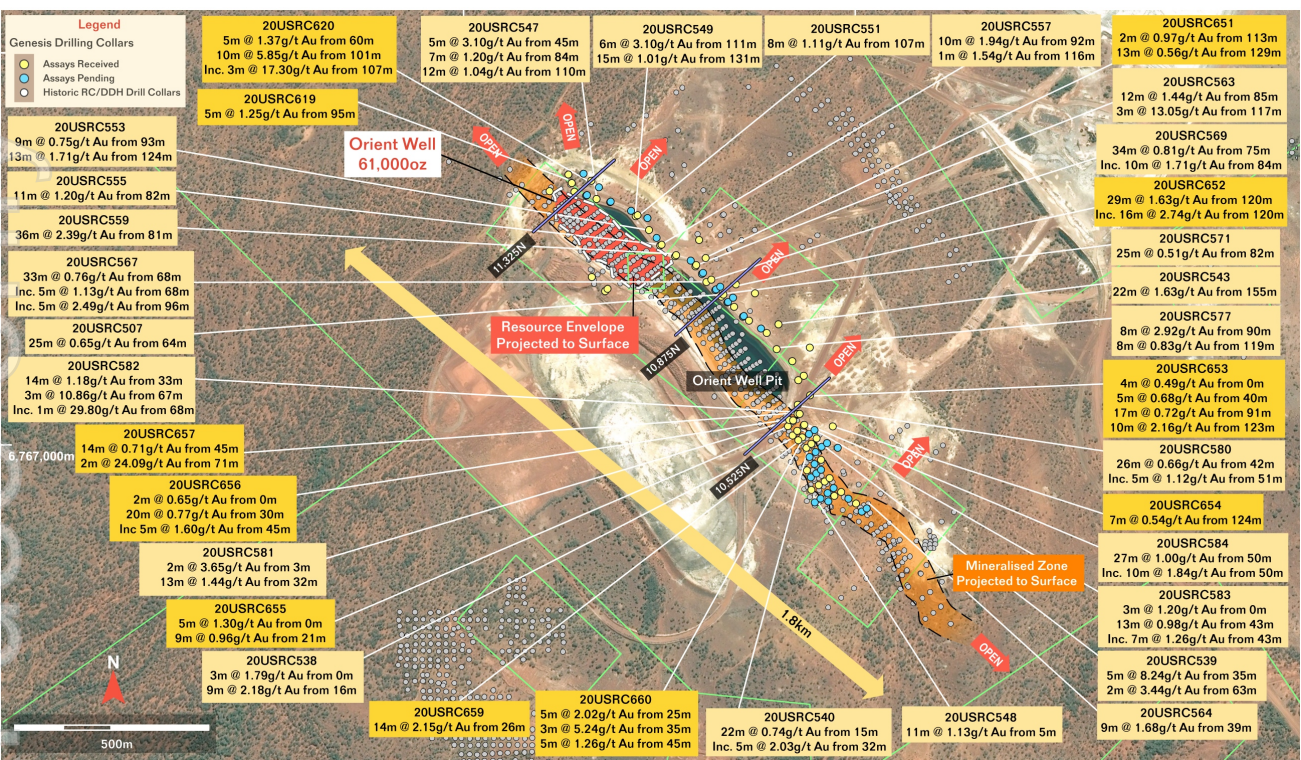 Legend
Genesis Drilling Collars
Assays Received
Assays Pending
Historic RC/DDH Drill Collars
20USRC620
5m @ 1.37g/t Au from 60m
10m @ 5.85g/t Au from 101m
Inc. 3m @ 17.30g/t Au from 107m
20USRC619
5m @ 1.25g/t Au from 95m
20USRC547
5m @ 3.10g/t Au from 45m
7m @ 1.20g/t Au from 84m
12m @ 1.04g/t Au from 110m
20USRC549
6m @ 3.10g/t Au from 111m
15m @ 1.01g/t Au from 131m
20USRC551
8m @ 1.11g/t Au from 107m
20USRC557
10m @ 1.94g/t Au from 92m
1m @ 1.54g/t Au from 116m
20USRC651
2m @ 0.97g/t Au from 113m
13m @ 0.56g/t Au from 129m
20USRC563
12m @ 1.44g/t Au from 85m
3m @ 13.05g/t Au from 117m
20USRC569
34m @ 0.81g/t Au from 75m
Inc. 10m @ 1.71g/t Au from 84m
20USRC652
29m @ 1.63g/t Au from 120m
Inc. 16m @ 2.74g/t Au from 120m
20USRC571
25m @ 0.51g/t Au from 82m
20USRC543
22m @ 1.63g/t Au from 155m
20USRC577
8m @ 2.92g/t Au from 90m
8m @ 0.83g/t Au from 119m
20USRC653
4m @ 0.49g/t Au from 0m
5m @ 0.68g/t Au from 40m
17m @ 0.72g/t Au from 91m
10m @ 2.16g/t Au from 123m
20USRC580
26m @ 0.66g/t Au from 42m
Inc. 5m @ 1.12g/t Au from 51m
20USRC654
7m @ 0.54g/t Au from 124m
20USRC584
27m @ 1.00g/t Au from 50m
Inc. 10m @ 1.84g/t Au from 50m
20USRC583
3m @ 1.20g/t Au from 0m
13m @ 0.98g/t Au from 43m
Inc. 7m @ 1.26g/t Au from 43m
20USRC539
5m @ 8.24g/t Au from 35m
2m @ 3.44g/t Au from 63m
20USRC564
9m @ 1.68g/t Au from 39m
20USRC553
9m @ 0.75g/t Au from 93m
13m @ 1.71g/t Au from 124m
20USRC555
11m @ 1.20g/t Au from 82m
20USRC559
36m @ 2.39g/t Au from 81m
20USRC567
33m @ 0.76g/t Au from 68m
Inc. 5m @ 1.13g/t Au from 68m
Inc. 5m @ 2.49g/t Au from 96m
20USRC507
25m @ 0.65g/t Au from 64m
20USRC582
14m @ 1.18g/t Au from 33m
3m @ 10.86g/t Au from 67m
Inc. 1m @ 29.80g/t Au from 68m
20USRC657
14m @ 0.71g/t Au from 45m
2m @ 24.09g/t Au from 71m
6,767,000m
20USRC656
2m @ 0.65g/t Au from 0m
20m @ 0.77g/t Au from 30m
Inc 5m @ 1.60g/t Au from 45m
20USRC581
2m @ 3.65g/t Au from 3m
13m @ 1.44g/t Au from 32m
20USRC655
5m @ 1.30g/t Au from 0m
9m @ 0.96g/t Au from 21m
20USRC538
3m @ 1.79g/t Au from 0m
9m @ 2.18g/t Au from 16m
20USRC659
14m @ 2.15g/t Au from 26m
20USRC660
5m @ 2.02g/t Au from 25m
3m @ 5.24g/t Au from 35m
5m @ 1.26g/t Au from 45m
20USRC540
22m @ 0.74g/t Au from 15m
Inc. 5m @ 2.03g/t Au from 32m
20USRC548
11m @ 1.13g/t Au from 5m
Orient Well
61,000oz
OPEN
OPEN
OPEN
OPEN
OPEN
OPEN
OPEN
11,325N
10,875N
10,525N
Resource Envelope
Projected to Surface
Orient Well Pit
Mineralised Zone
Projected to Surface
1.8km
N
500m